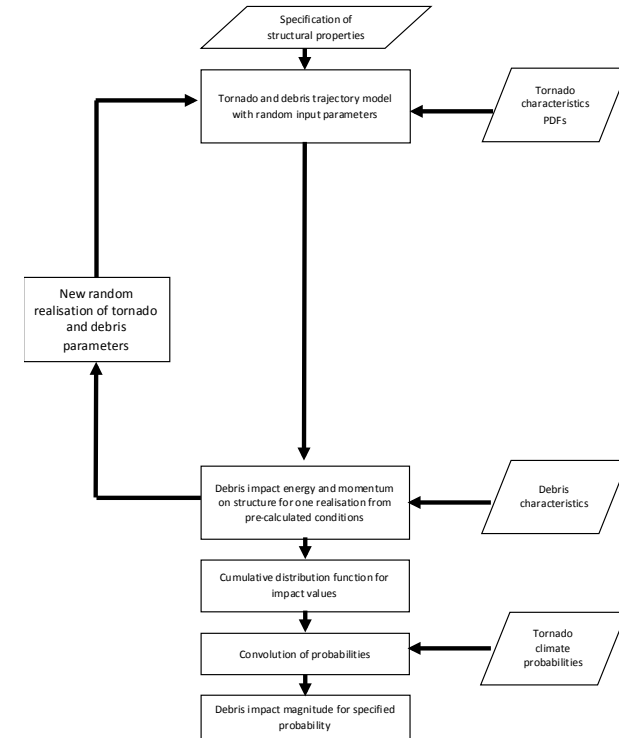 Specification of
structural properties
Tornado and debris trajectory model
with random input parameters
Tornado
characteristics
PDFs
New random
realisation of tornado
and debris
parameters
Debris impact energy and momentum
on structure for one realisation from
pre-calculated conditions
Debris
characteristics
Cumulative distribution function for
impact values
Convolution of probabilities
Tornado
climate
probabilities
Debris impact magnitude for specified
probability